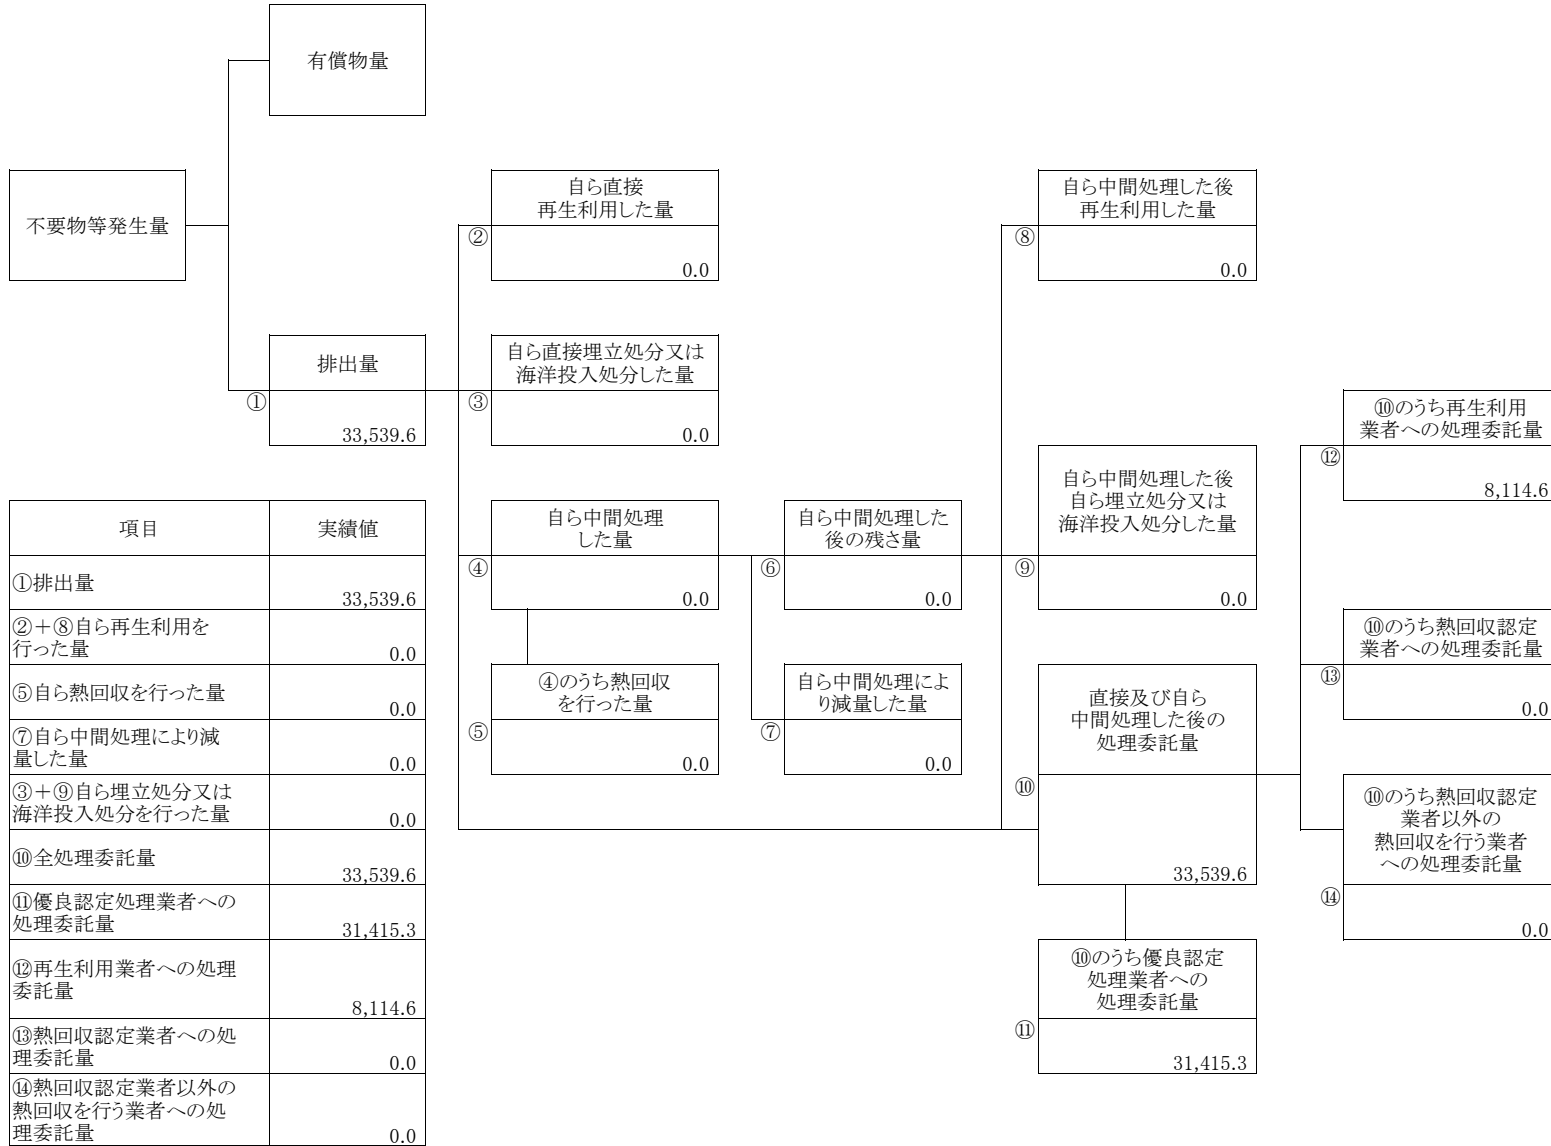 有償物量
不要物等発生量
自ら直接
再生利用した量
②
0.0
自ら中間処理した後
再生利用した量
⑧
0.0
排出量
①
33,539.6
自ら直接埋立処分又は
海洋投入処分した量
③
0.0
⑩のうち再生利用
業者への処理委託量
⑫
8,114.6
自ら中間処理
した量
④
0.0
自ら中間処理した
後の残さ量
⑥
0.0
自ら中間処理した後
自ら埋立処分又は
海洋投入処分した量
⑨
0.0
⑩のうち熱回収認定
業者への処理委託量
⑬
0.0
④のうち熱回収
を行った量
⑤
0.0
自ら中間処理によ
り減量した量
⑦
0.0
直接及び自ら
中間処理した後の
処理委託量
⑩
33,539.6
⑩のうち熱回収認定
業者以外の
熱回収を行う業者
への処理委託量
⑭
0.0
⑩のうち優良認定
処理業者への
処理委託量
⑪
31,415.3
項目 実績値
①排出量
33,539.6
②＋⑧自ら再生利用を
行った量
0.0
⑤自ら熱回収を行った量
0.0
⑦自ら中間処理により減
量した量
0.0
③＋⑨自ら埋立処分又は
海洋投入処分を行った量
0.0
⑩全処理委託量
33,539.6
⑪優良認定処理業者への
処理委託量
31,415.3
⑫再生利用業者への処理
委託量
8,114.6
⑬熱回収認定業者への処
理委託量
0.0
⑭熱回収認定業者以外の
熱回収を行う業者への処
理委託量
0.0